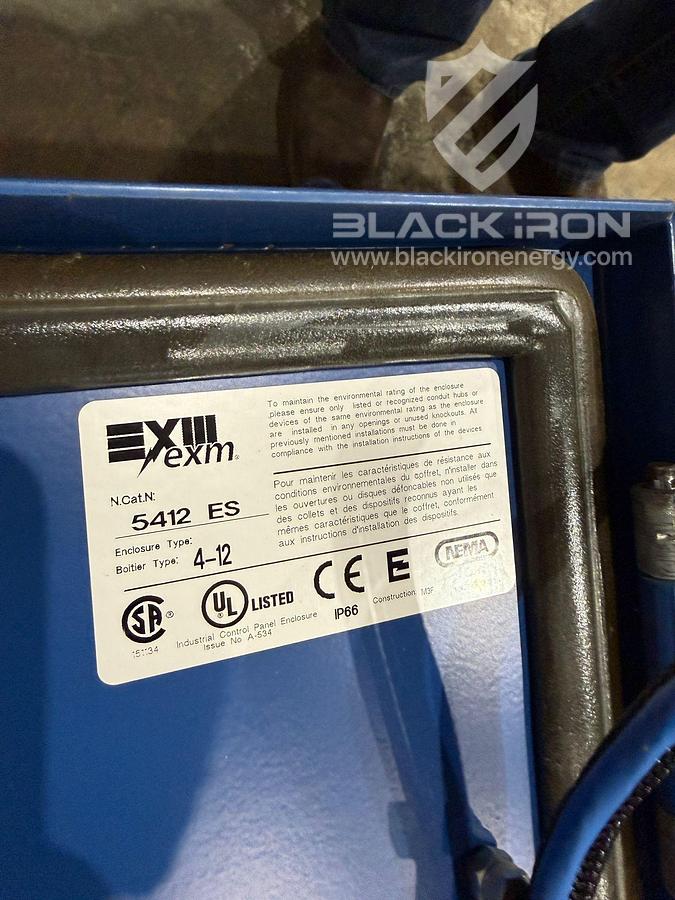 BLACK iRON
www.blackironenergy.com
EXM
exm®
To maintain the environmental rating of the enclosure
please ensure only listed or recognized conduit hubs or
devices of the same environmental rating as the enclosure
are installed in any openings or unused knockouts. All
previously mentioned installations must be done in
compliance with the installation instructions of the devices
Pour maintenir les caractéristiques de résistance aux
conditions environnementales du coffret, n'installer dans
les ouvertures ou disques défoncables non utilisés que
des collets et des dispositifs reconnus ayant les
mêmes caractéristiques que le coffret, conformément
aux instructions d'installation des dispositifs.
N.Cat.N:
5412 ES
Enclosure Type:
Boitier Type: 4-12
SA®
151134
UL® LISTED
Industrial Control Panel Enclosure
Issue No A-534
CE
IP66
E
Construction:
NEMA